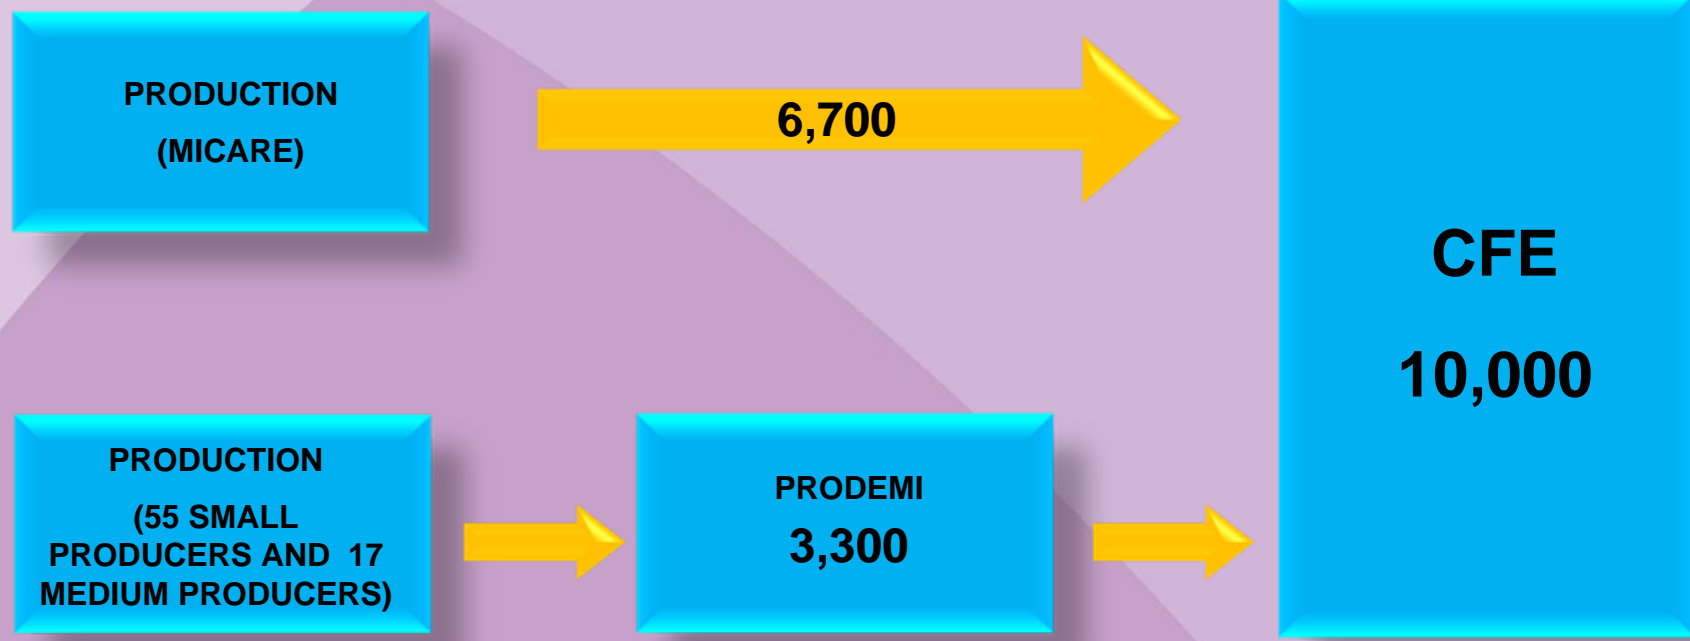 PRODUCTION
(MICARE)
6,700
CFE
10,000
PRODUCTION
(55 SMALL
PRODUCERS AND  17
MEDIUM PRODUCERS)
PRODEMI
3,300